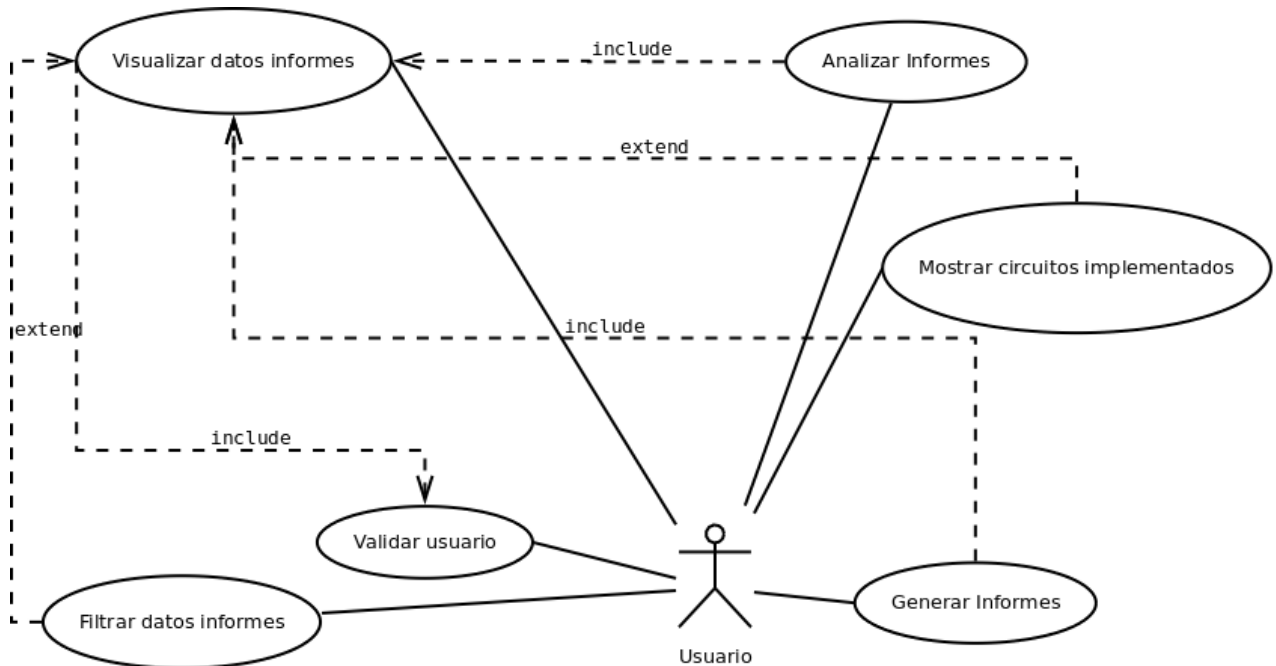 Visualizar datos informes
include
Analizar Informes
extend
Mostrar circuitos implementados
extend
include
include
Validar usuario
Filtrar datos informes
Generar Informes
Usuario